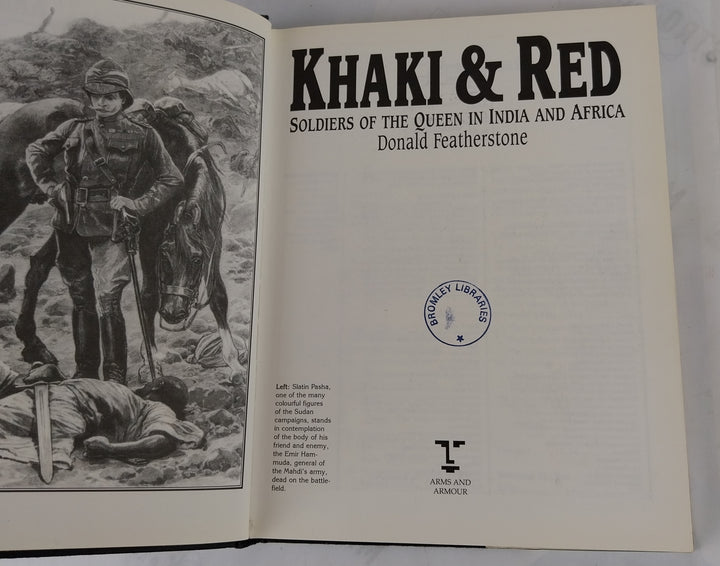 KHAKI & RED
SOLDIERS OF THE QUEEN IN INDIA AND AFRICA
Donald Featherstone
BROMLEY LIBRARIES
Left: Slatin Pasha,
one of the many
colourful figures
of the Sudan
campaigns, stands
in contemplation
of the body of his
friend and enemy,
the Emir Ham-
muda, general of
the Mahdi's army,
dead on the battle-
field.
ARMS AND
ARMOUR